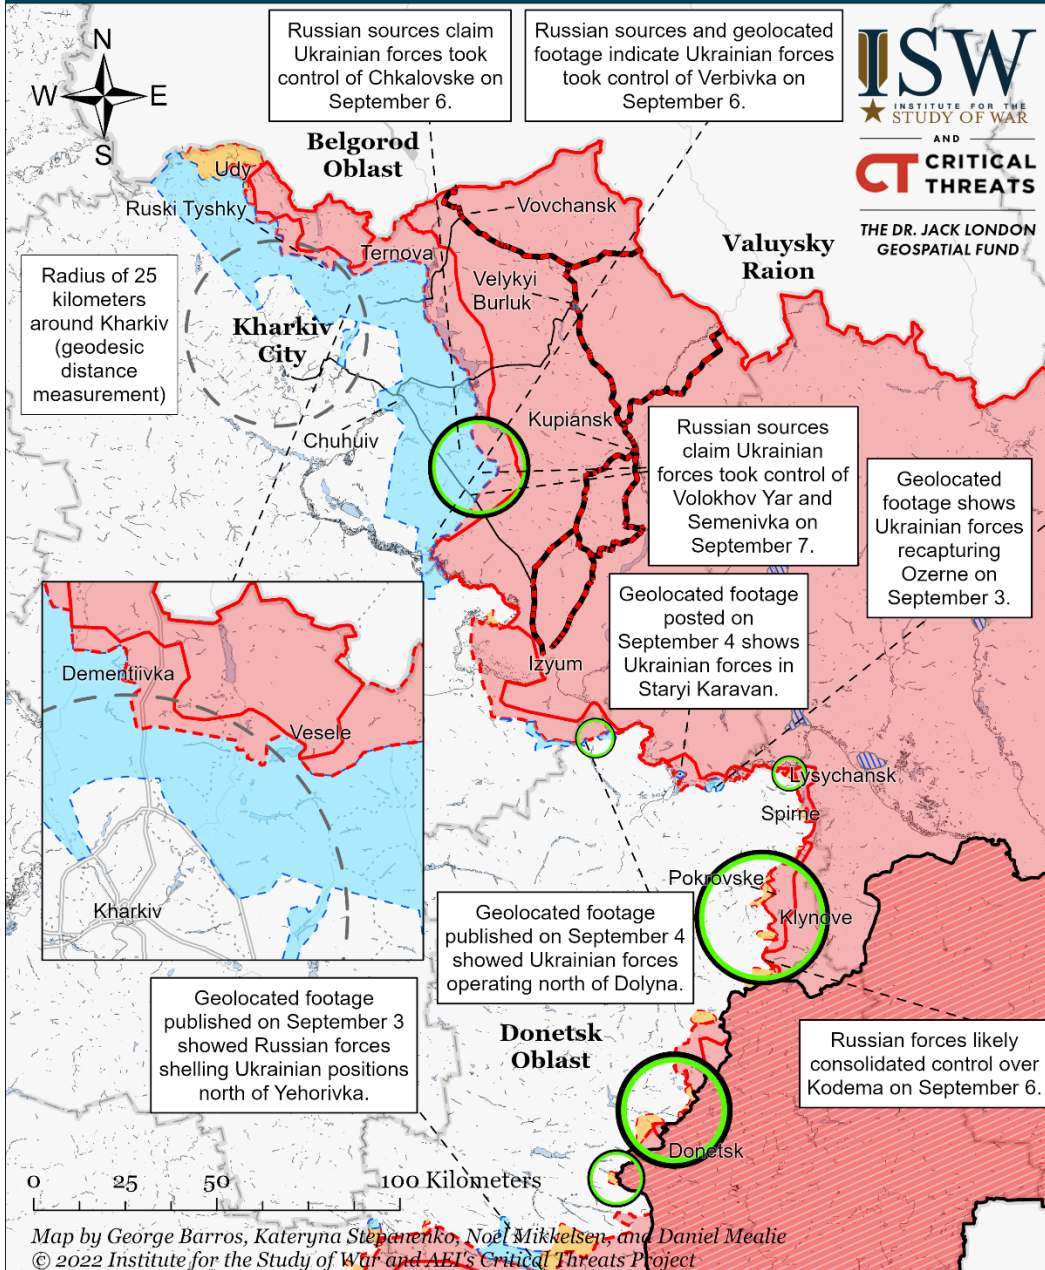 Russian sources claim
Ukrainian forces took
control of Chkalovske on
September 6.
Russian sources and geolocated
footage indicate Ukrainian forces
took control of Verbivka on
September 6.
ISW
INSTITUTE FOR THE
STUDY OF WAR
AND
CT CRITICAL
THREATS
THE DR. JACK LONDON
GEOSPATIAL FUND
N
W
E
S
Belgorod
Oblast
Udy
Ruski Tyshky
Vovchansk
Ternova
Valuysky
Raion
Velykyi
Burluk
Radius of 25
kilometers
around Kharkiv
(geodesic
distance
measurement)
Kharkiv
City
Chuhuiv
Kupiansk
Russian sources
claim Ukrainian
forces took control of
Volokhov Yar and
Semenivka on
September 7.
Geolocated
footage shows
Ukrainian forces
recapturing
Ozerne on
September 3.
Geolocated footage
posted on
September 4 shows
Ukrainian forces in
Staryi Karavan.
Izyum
Dementiivka
Vesele
Kharkiv
Lysychansk
Spirne
Pokrovske
Klynove
Geolocated footage
published on September 4
showed Ukrainian forces
operating north of Dolyna.
Geolocated footage
published on September 3
showed Russian forces
shelling Ukrainian positions
north of Yehorivka.
Donetsk
Oblast
Russian forces likely
consolidated control over
Kodema on September 6.
Donetsk
0 25 50 100 Kilometers
Map by George Barros, Kateryna Stepanenko, Noel Mikkelsen, and Daniel Mealie
© 2022 Institute for the Study of War and AEI's Critical Threats Project